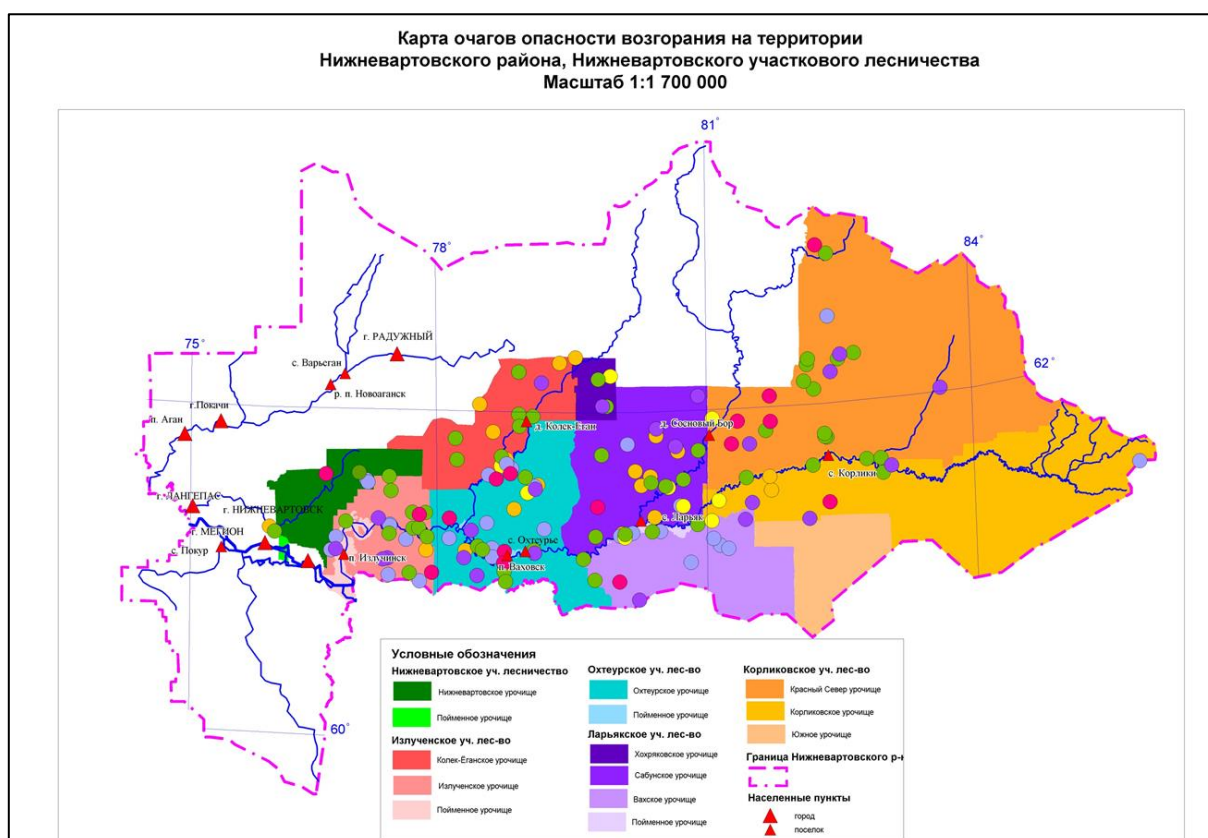 Карта очагов опасности возгорания на территории
Нижневартовского района, Нижневартовского участкового лесничества
Масштаб 1:1 700 000
81°
84°
78°
75°
г. РАДУЖНЫЙ
с. Варьеган
62°
р. п. Новоаганск
г.Покачи
п. Аган
д. Сосновый Бор
д. Колек-Еган
с. Корлики
г. ЛАНГЕПАС
г. НИЖНЕВАРТОВСК
г. МЕГИОН
с. Ларьяк
с. Покур
с. Охтеурье
п. Излучинск
п. Ваховск
60°
Условные обозначения
Нижневартовское уч. лесничество
Нижневартовское урочище
Пойменное урочище
Излученское уч. лес-во
Колек-Ёганское урочище
Излученское урочище
Пойменное урочище
Охтеурское уч. лес-во
Охтеурское урочище
Пойменное урочище
Ларьякское уч. лес-во
Хохряковское урочище
Сабунское урочище
Вахское урочище
Пойменное урочище
Корликовское уч. лес-во
Красный Север урочище
Корликовское урочище
Южное урочище
Граница Нижневартовского р-н
Населенные пункты
город
поселок